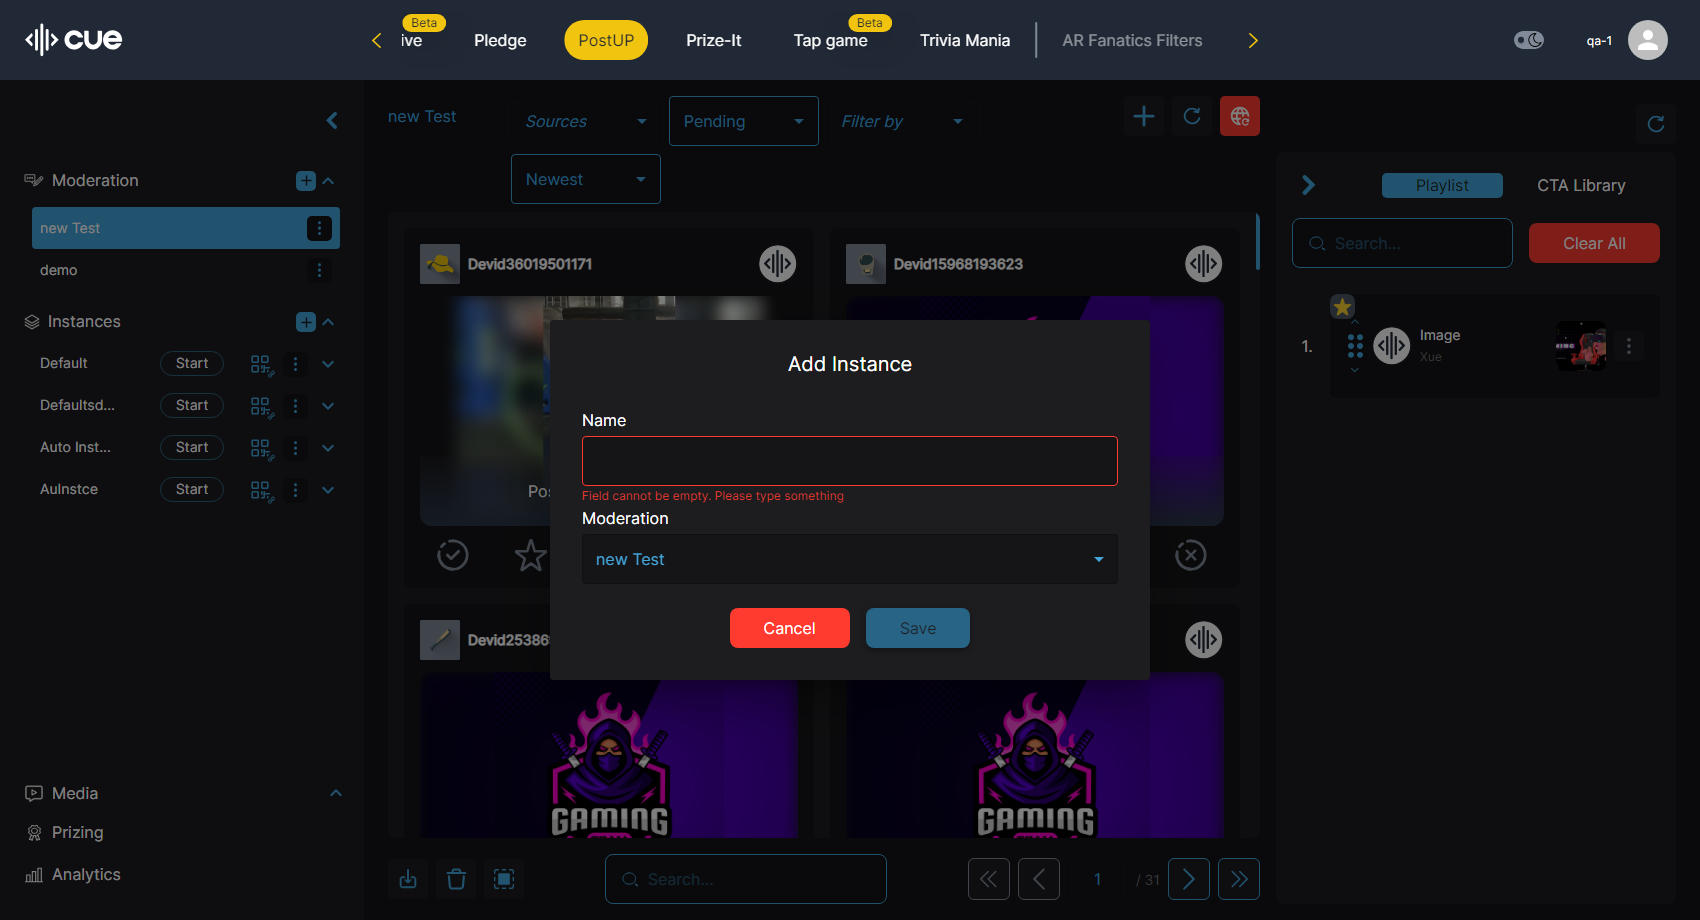 cue
Beta
ive
Pledge
PostUP
Prize-It
Beta
Tap game
Trivia Mania
AR Fanatics Filters
qa-1
Moderation
new Test
demo
Instances
Default
Start
Defaultsd...
Start
Auto Inst...
Start
AuInstce
Start
Media
Prizing
Analytics
new Test
Sources
Pending
Filter by
Newest
Devid36019501171
Devid15968193623
Pos
Devid25386
GAMING
GAMING
Add Instance
Name
Field cannot be empty. Please type something
Moderation
new Test
Cancel
Save
Search...
1
/ 31
Playlist
CTA Library
Search...
Clear All
1.
Image
Xue